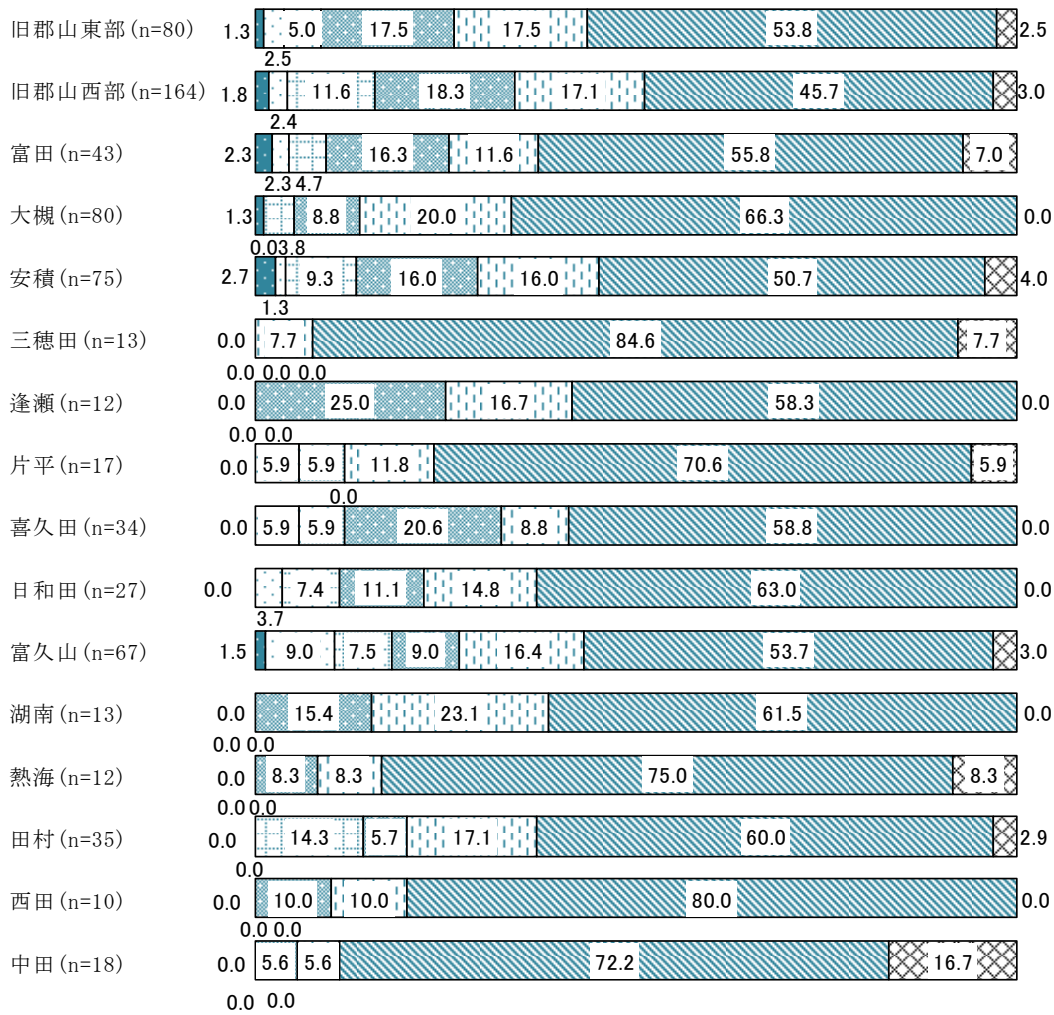 旧郡山東部(n=80) 1.3 5.0 17.5 17.5 53.8 2.5
2.5
旧郡山西部(n=164) 1.8 11.6 18.3 17.1 45.7 3.0
2.4
富田(n=43) 2.3 16.3 11.6 55.8 7.0
2.3 4.7
大槻(n=80) 1.3 8.8 20.0 66.3 0.0
0.0 3.8
安積(n=75) 2.7 9.3 16.0 16.0 50.7 4.0
1.3
三穂田(n=13) 0.0 7.7 84.6 7.7
0.0 0.0 0.0
逢瀬(n=12) 0.0 25.0 16.7 58.3 0.0
0.0 0.0
片平(n=17) 0.0 5.9 5.9 11.8 70.6 5.9
0.0
喜久田(n=34) 0.0 5.9 5.9 20.6 8.8 58.8 0.0
日和田(n=27) 0.0 7.4 11.1 14.8 63.0 0.0
3.7
富久山(n=67) 1.5 9.0 7.5 9.0 16.4 53.7 3.0
湖南(n=13) 0.0 15.4 23.1 61.5 0.0
0.0 0.0
熱海(n=12) 0.0 8.3 8.3 75.0 8.3
0.0 0.0
田村(n=35) 0.0 14.3 5.7 17.1 60.0 2.9
0.0
西田(n=10) 0.0 10.0 10.0 80.0 0.0
0.0 0.0
中田(n=18) 0.0 5.6 5.6 72.2 16.7
0.0 0.0